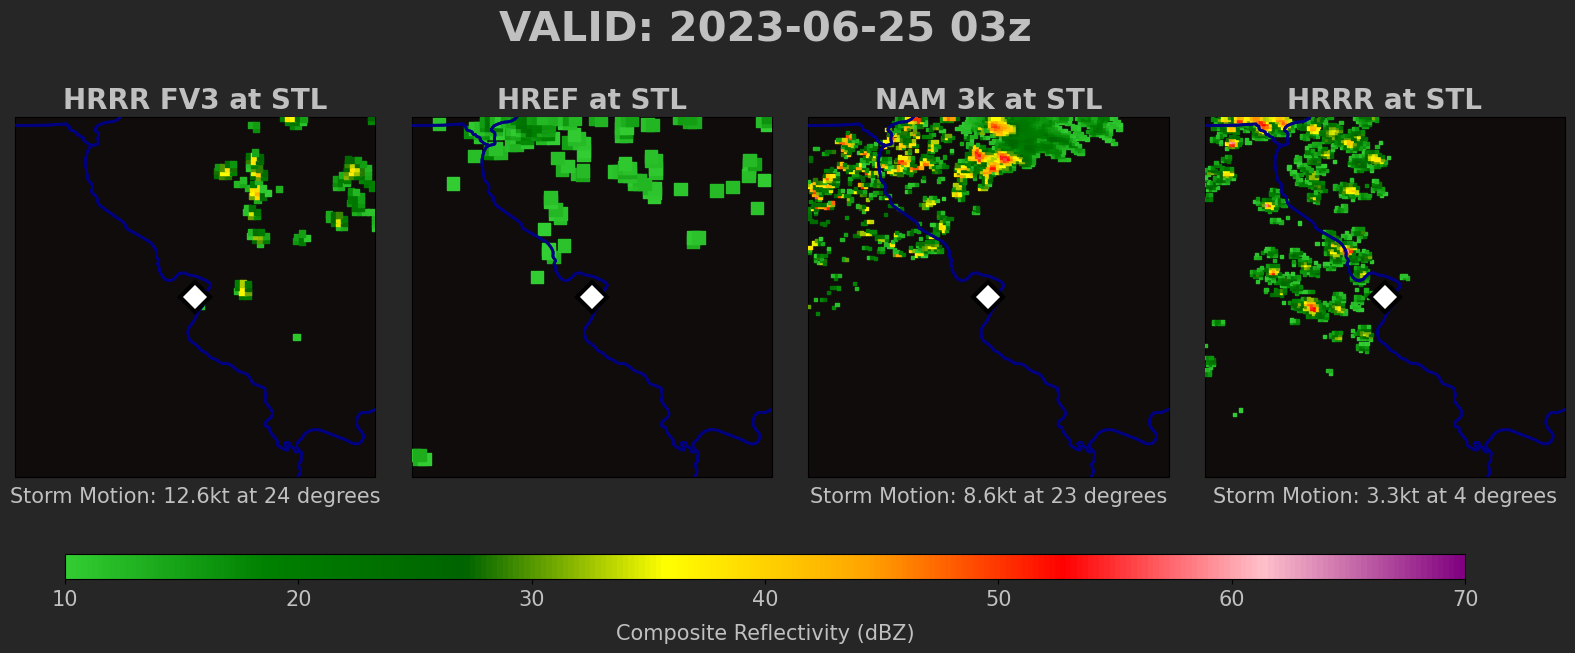 VALID: 2023-06-25 03z
HRRR FV3 at STL
HREF at STL
NAM 3k at STL
HRRR at STL
Storm Motion: 12.6kt at 24 degrees
Storm Motion: 8.6kt at 23 degrees
Storm Motion: 3.3kt at 4 degrees
10 20 30 40 50 60 70
Composite Reflectivity (dBZ)